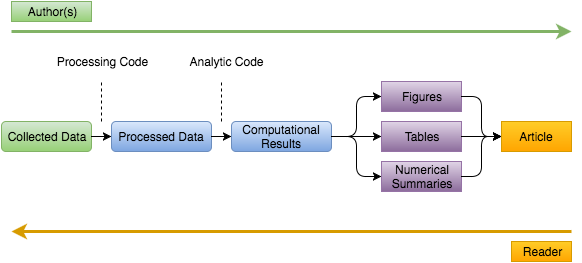 Author(s)
Processing Code
Analytic Code
Collected Data
Processed Data
Computational
Results
Figures
Tables
Numerical
Summaries
Article
Reader